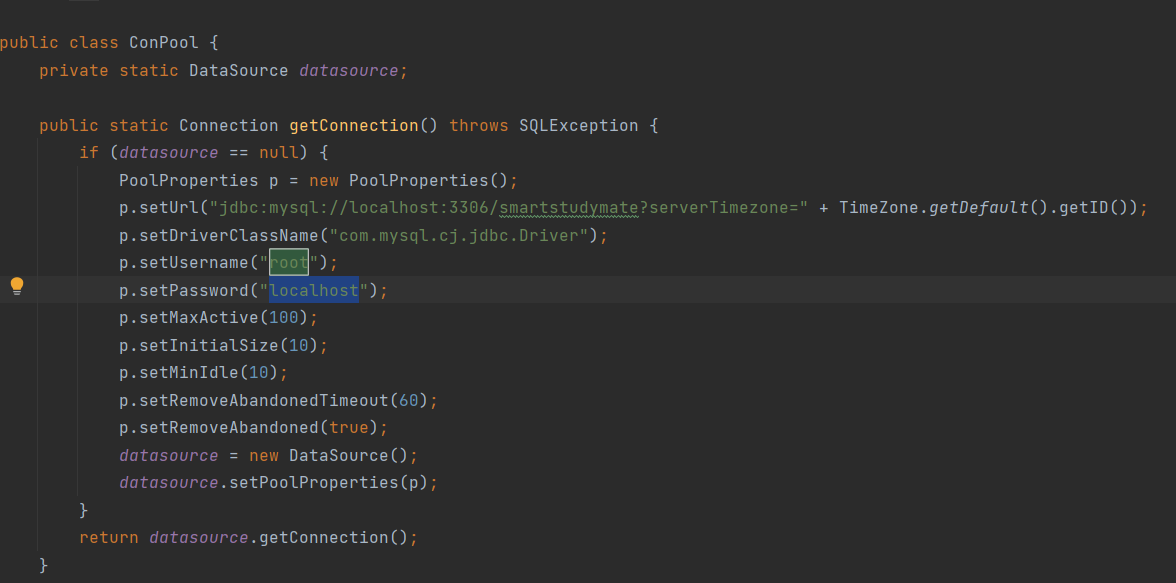 public class ConPool {
    private static DataSource datasource;
    public static Connection getConnection() throws SQLException {
        if (datasource == null) {
            PoolProperties p = new PoolProperties();
            p.setUrl("jdbc:mysql://localhost:3306/smartstudymate?serverTimezone=" + TimeZone.getDefault().getID());
            p.setDriverClassName("com.mysql.cj.jdbc.Driver");
            p.setUsername("root");
            p.setPassword("localhost");
            p.setMaxActive(100);
            p.setInitialSize(10);
            p.setMinIdle(10);
            p.setRemoveAbandonedTimeout(60);
            p.setRemoveAbandoned(true);
            datasource = new DataSource();
            datasource.setPoolProperties(p);
        }
        return datasource.getConnection();
    }